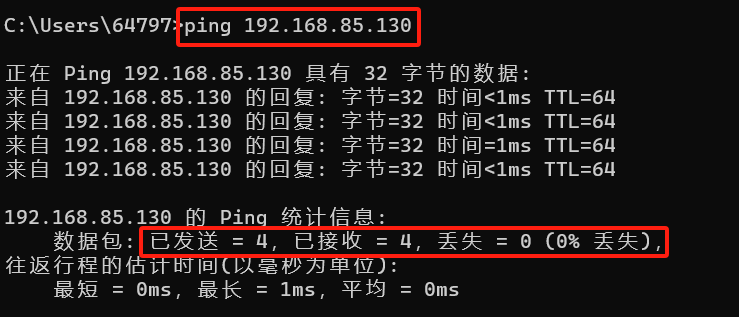 C:\Users\64797>ping 192.168.85.130
正在 Ping 192.168.85.130 具有 32 字节的数据:
来自 192.168.85.130 的回复: 字节=32 时间<1ms TTL=64
来自 192.168.85.130 的回复: 字节=32 时间<1ms TTL=64
来自 192.168.85.130 的回复: 字节=32 时间=1ms TTL=64
来自 192.168.85.130 的回复: 字节=32 时间<1ms TTL=64
192.168.85.130 的 Ping 统计信息:
数据包: 已发送 = 4, 已接收 = 4, 丢失 = 0 (0% 丢失),
往返行程的估计时间(以毫秒为单位):
最短 = 0ms, 最长 = 1ms, 平均 = 0ms